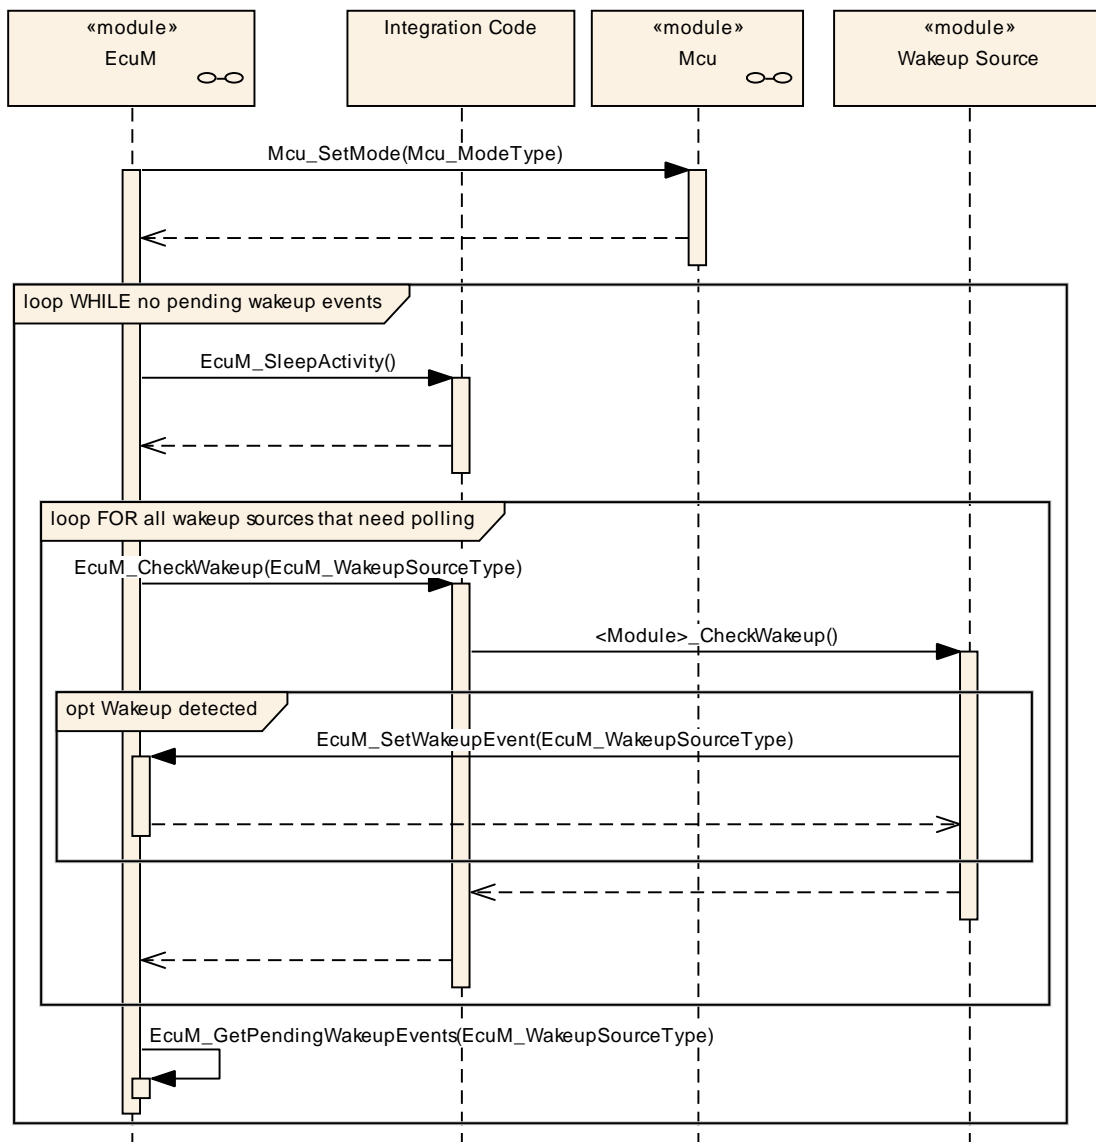 «module»
EcuM
Integration Code
«module»
Mcu
«module»
Wakeup Source
Mcu_SetMode(Mcu_ModeType)
loop WHILE no pending wakeup events
EcuM_SleepActivity()
loop FOR all wakeup sources that need polling
EcuM_CheckWakeup(EcuM_WakeupSourceType)
<Module>_CheckWakeup()
opt Wakeup detected
EcuM_SetWakeupEvent(EcuM_WakeupSourceType)
EcuM_GetPendingWakeupEvents(EcuM_WakeupSourceType)